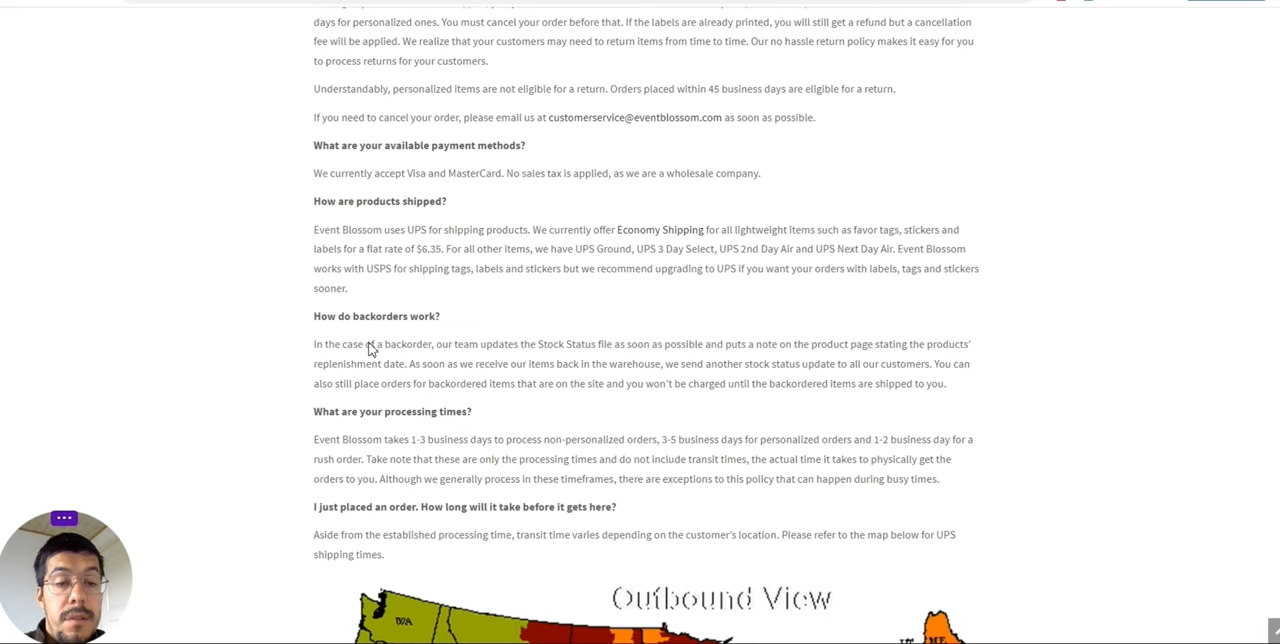 days for personalized ones. You must cancel your order before that. If the labels are already printed, you will still get a refund but a cancellation
fee will be applied. We realize that your customers may need to return items from time to time. Our no hassle return policy makes it easy for you
to process returns for your customers.
Understandably, personalized items are not eligible for a return. Orders placed within 45 business days are eligible for a return.
If you need to cancel your order, please email us at customerservice@eventblossom.com as soon as possible.
What are your available payment methods?
We currently accept Visa and MasterCard. No sales tax is applied, as we are a wholesale company.
How are products shipped?
Event Blossom uses UPS for shipping products. We currently offer Economy Shipping for all lightweight items such as favor tags, stickers and
labels for a flat rate of $6.35. For all other items, we have UPS Ground, UPS 3 Day Select, UPS 2nd Day Air and UPS Next Day Air. Event Blossom
works with USPS for shipping tags, labels and stickers but we recommend upgrading to UPS if you want your orders with labels, tags and stickers
sooner.
How do backorders work?
In the case of a backorder, our team updates the Stock Status file as soon as possible and puts a note on the product page stating the products'
replenishment date. As soon as we receive our items back in the warehouse, we send another stock status update to all our customers. You can
also still place orders for backordered items that are on the site and you won't be charged until the backordered items are shipped to you.
What are your processing times?
Event Blossom takes 1-3 business days to process non-personalized orders, 3-5 business days for personalized orders and 1-2 business day for a
rush order. Take note that these are only the processing times and do not include transit times, the actual time it takes to physically get the
orders to you. Although we generally process in these timeframes, there are exceptions to this policy that can happen during busy times.
I just placed an order. How long will it take before it gets here?
Aside from the established processing time, transit time varies depending on the customer's location. Please refer to the map below for UPS
shipping times.
Outbound View
WA
ME